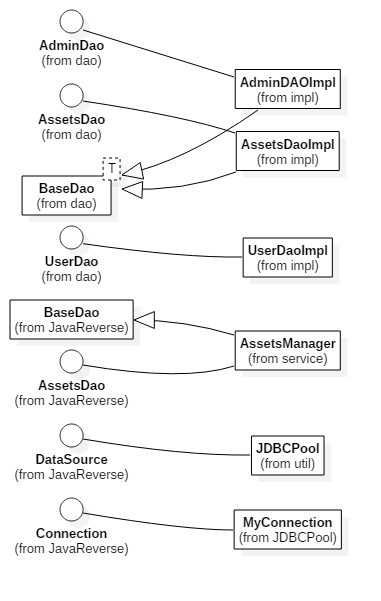 AdminDao
(from dao)
AdminDAOImpl
(from impl)
AssetsDao
(from dao)
AssetsDaoImpl
(from impl)
T
BaseDao
(from dao)
UserDao
(from dao)
UserDaoImpl
(from impl)
BaseDao
(from JavaReverse)
AssetsManager
(from service)
AssetsDao
(from JavaReverse)
DataSource
(from JavaReverse)
JDBCPool
(from util)
Connection
(from JavaReverse)
MyConnection
(from JDBCPool)